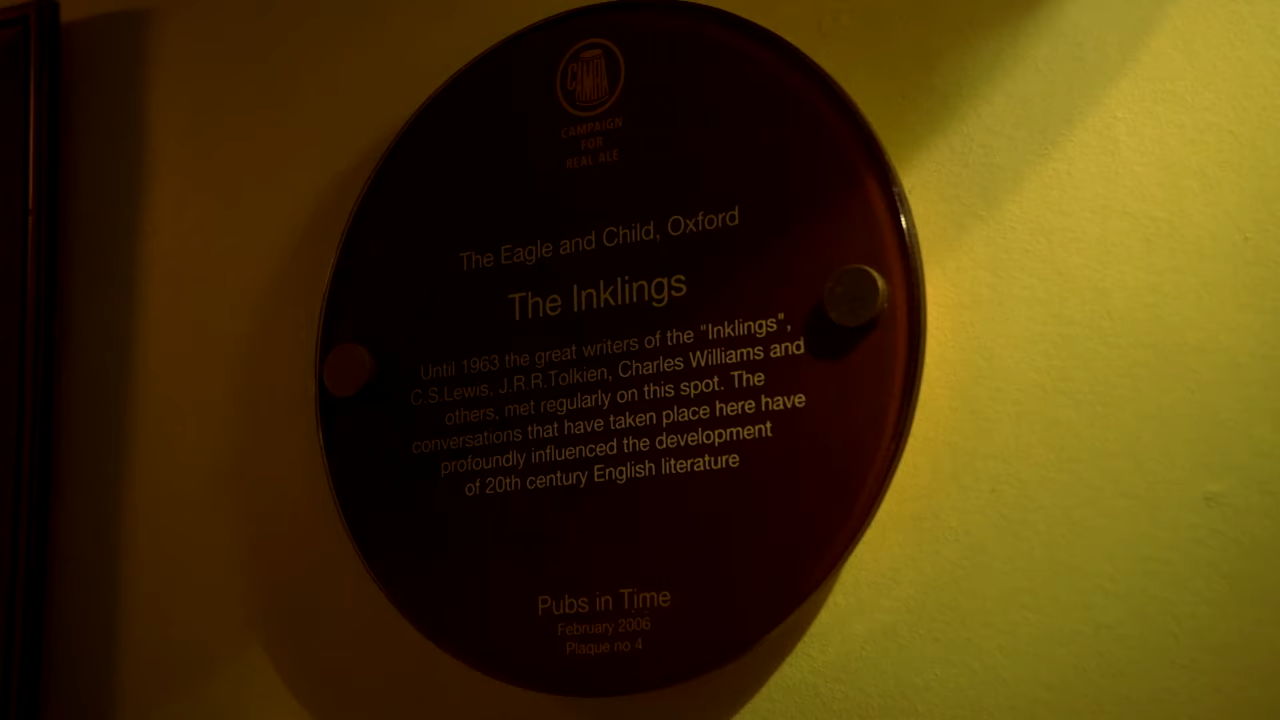 CAMRA
CAMPAIGN
FOR
REAL ALE
The Eagle and Child, Oxford
The Inklings
Until 1963 the great writers of the "Inklings",
C.S.Lewis, J.R.R.Tolkien, Charles Williams and
others, met regularly on this spot. The
conversations that have taken place here have
profoundly influenced the development
of 20th century English literature
Pubs in Time
February 2006
Plaque no 4